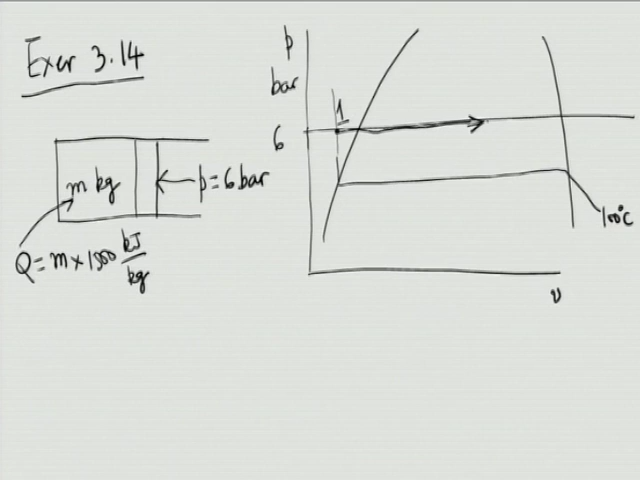 Exer 3.14
m kg
p = 6 bar
Q = m × 1500 kJ/kg
p
bar
6
1
100°C
v